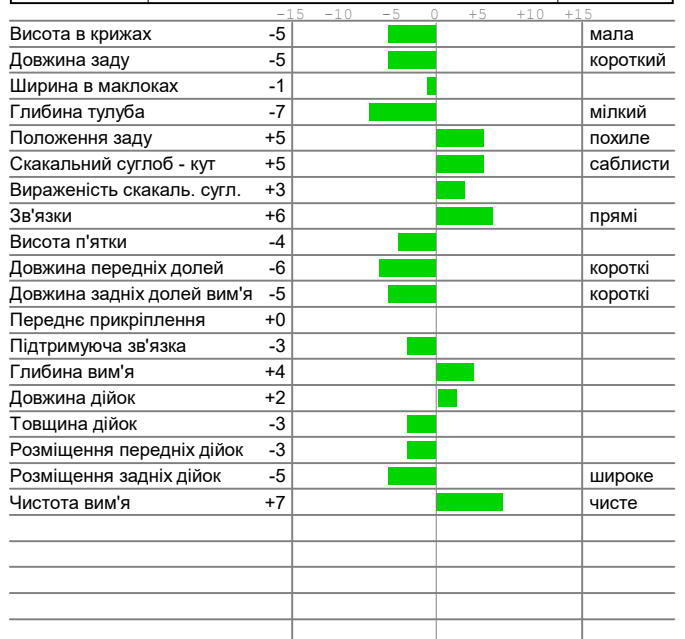 -15 -10 -5 0 +5 +10 +15
Висота в крижах -5 мала
Довжина заду -5 короткий
Ширина в маклоках -1
Глибина тулуба -7 мілкий
Положення заду +5 похиле
Скакальний суглоб - кут +5 саблисти
Вираженість скакаль. сугл. +3
Зв'язки +6 прямі
Висота п'ятки -4
Довжина передніх долей -6 короткі
Довжина задніх долей вим'я -5 короткі
Переднє прикріплення +0
Підтримуюча зв'язка -3
Глибина вим'я +4
Довжина дійок +2
Товщина дійок -3
Розміщення передніх дійок -3
Розміщення задніх дійок -5 широке
Чистота вим'я +7 чисте